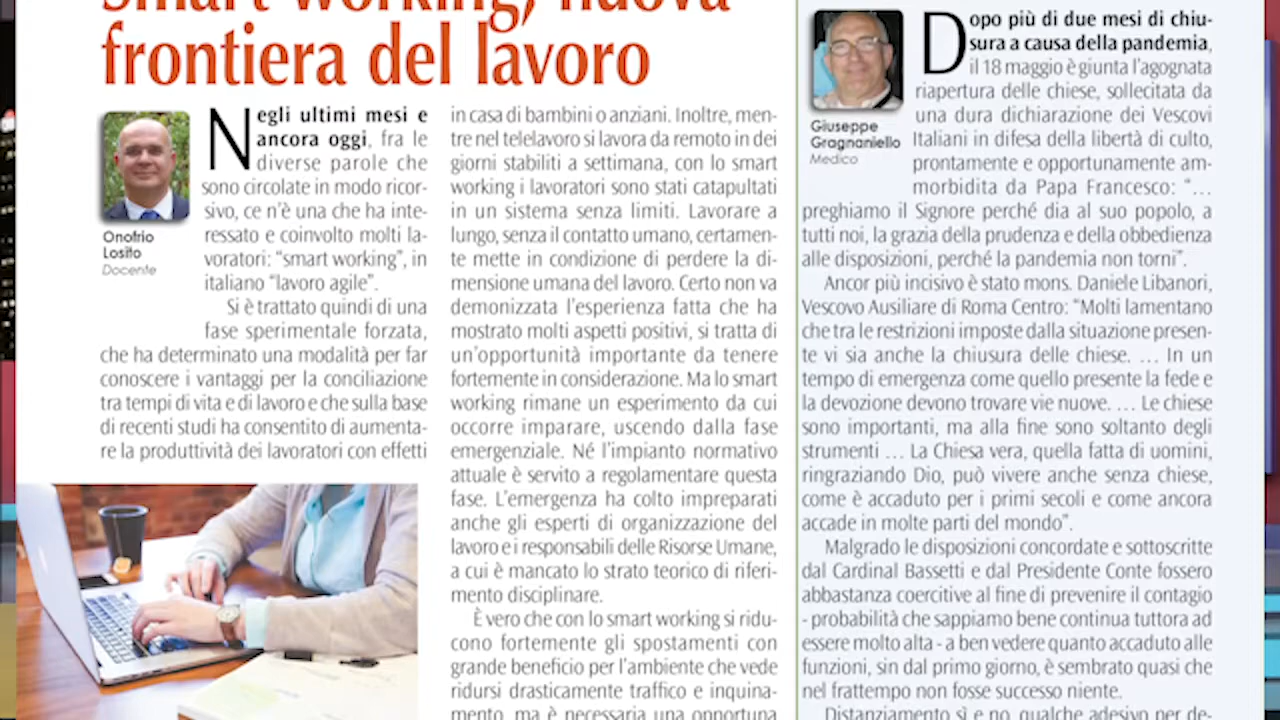 smart working, nuova
frontiera del lavoro
Onofrio
Losito
Docente
Negli ultimi mesi e
ancora oggi, fra le
diverse parole che
sono circolate in modo ricor-
sivo, ce n’è una che ha inte-
ressato e coinvolto molti la-
voratori: “smart working”, in
italiano “lavoro agile”.
Si è trattato quindi di una
fase sperimentale forzata,
che ha determinato una modalità per far
conoscere i vantaggi per la conciliazione
tra tempi di vita e di lavoro e che sulla base
di recenti studi ha consentito di aumenta-
re la produttività dei lavoratori con effetti
in casa di bambini o anziani. Inoltre, men-
tre nel telelavoro si lavora da remoto in dei
giorni stabiliti a settimana, con lo smart
working i lavoratori sono stati catapultati
in un sistema senza limiti. Lavorare a
lungo, senza il contatto umano, certamen-
te mette in condizione di perdere la di-
mensione umana del lavoro. Certo non va
demonizzata l’esperienza fatta che ha
mostrato molti aspetti positivi, si tratta di
un’opportunità importante da tenere
fortemente in considerazione. Ma lo smart
working rimane un esperimento da cui
occorre imparare, uscendo dalla fase
emergenziale. Né l’impianto normativo
attuale è servito a regolamentare questa
fase. L’emergenza ha colto impreparati
anche gli esperti di organizzazione del
lavoro e i responsabili delle Risorse Umane,
a cui è mancato lo strato teorico di riferi-
mento disciplinare.
È vero che con lo smart working si ridu-
cono fortemente gli spostamenti con
grande beneficio per l’ambiente che vede
ridursi drasticamente traffico e inquina-
mento, ma è necessaria una opportuna
Giuseppe
Gragnaniello
Medico
Dopo più di due mesi di chiu-
sura a causa della pandemia,
il 18 maggio è giunta l’agognata
riapertura delle chiese, sollecitata da
una dura dichiarazione dei Vescovi
Italiani in difesa della libertà di culto,
prontamente e opportunamente am-
morbidita da Papa Francesco: “…
preghiamo il Signore perché dia al suo popolo, a
tutti noi, la grazia della prudenza e della obbedienza
alle disposizioni, perché la pandemia non torni”.
Ancor più incisivo è stato mons. Daniele Libanori,
Vescovo Ausiliare di Roma Centro: “Molti lamentano
che tra le restrizioni imposte dalla situazione presen-
te vi sia anche la chiusura delle chiese. … In un
tempo di emergenza come quello presente la fede e
la devozione devono trovare vie nuove. … Le chiese
sono importanti, ma alla fine sono soltanto degli
strumenti … La Chiesa vera, quella fatta di uomini,
ringraziando Dio, può vivere anche senza chiese,
come è accaduto per i primi secoli e come ancora
accade in molte parti del mondo”.
Malgrado le disposizioni concordate e sottoscritte
dal Cardinal Bassetti e dal Presidente Conte fossero
abbastanza coercitive al fine di prevenire il contagio
- probabilità che sappiamo bene continua tuttora ad
essere molto alta - a ben vedere quanto accaduto alle
funzioni, sin dal primo giorno, è sembrato quasi che
nel frattempo non fosse successo niente.
Distanziamento sì e no, qualche adesivo per de-